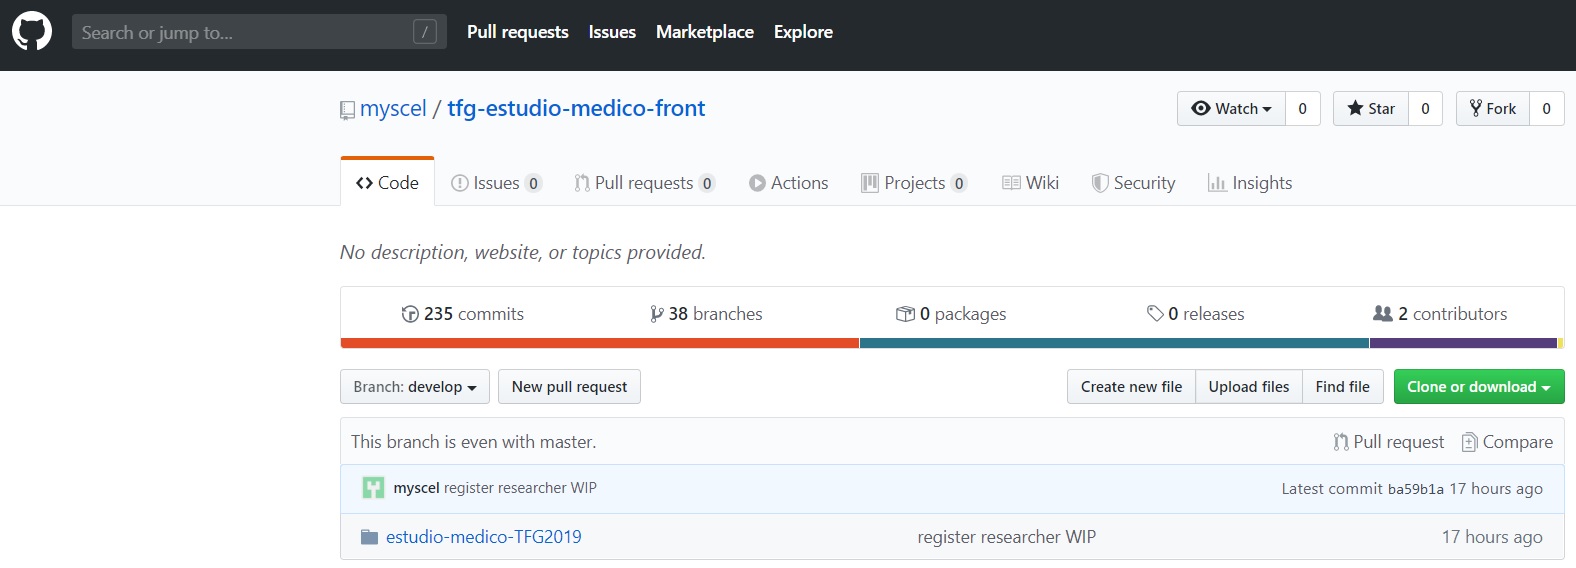 Search or jump to... / Pull requests Issues Marketplace Explore
myscel / tfg-estudio-medico-front Watch 0 Star 0 Fork 0
Code Issues 0 Pull requests 0 Actions Projects 0 Wiki Security Insights
No description, website, or topics provided.
235 commits 38 branches 0 packages 0 releases 2 contributors
Branch: develop New pull request Create new file Upload files Find file Clone or download
This branch is even with master. Pull request Compare
myscel register researcher WIP Latest commit ba59b1a 17 hours ago
estudio-medico-TFG2019 register researcher WIP 17 hours ago